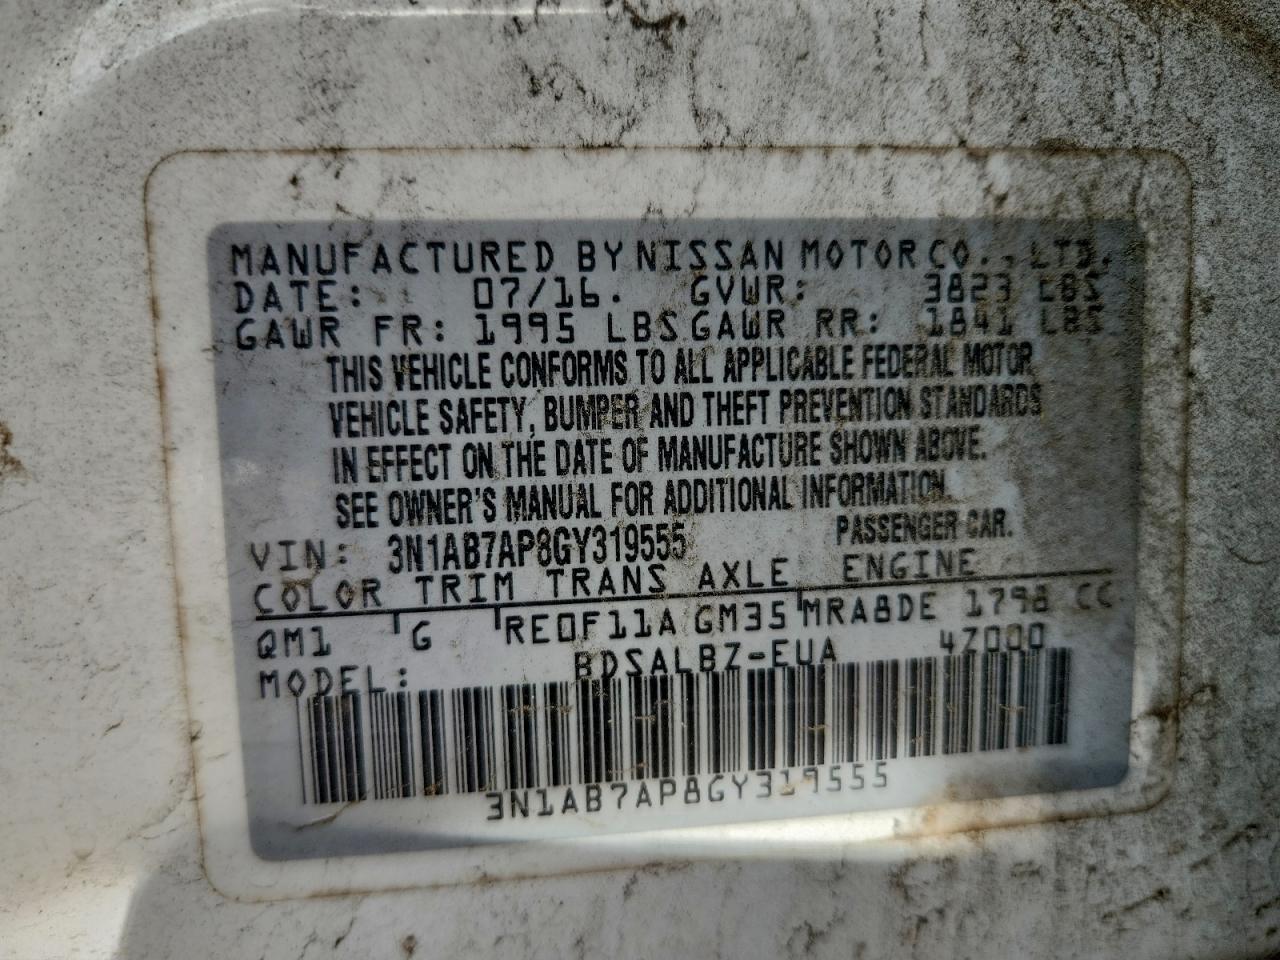 MANUFACTURED BY NISSAN MOTOR CO., LTD.
DATE: 07/16. GVWR: 3823 LBS
GAWR FR: 1995 LBS GAWR RR: 1841 LBS
THIS VEHICLE CONFORMS TO ALL APPLICABLE FEDERAL MOTOR
VEHICLE SAFETY, BUMPER AND THEFT PREVENTION STANDARDS
IN EFFECT ON THE DATE OF MANUFACTURE SHOWN ABOVE.
SEE OWNER'S MANUAL FOR ADDITIONAL INFORMATION.
VIN: 3N1AB7AP8GY319555 PASSENGER CAR.
COLOR TRIM TRANS AXLE ENGINE
QM1 G RE0F11A GM35 MRA8DE 1798 CC
MODEL: BDSALBZ-EUA 4Z000
3N1AB7AP8GY319555